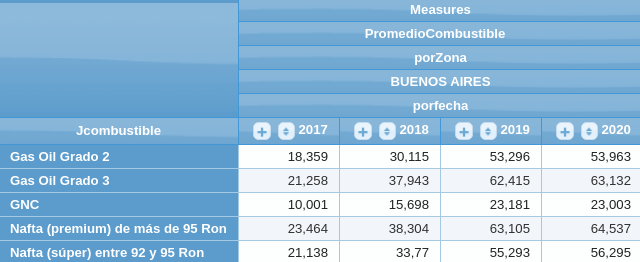 Measures
PromedioCombustible
porZona
BUENOS AIRES
porfecha
Jcombustible 2017 2018 2019 2020
Gas Oil Grado 2 18,359 30,115 53,296 53,963
Gas Oil Grado 3 21,258 37,943 62,415 63,132
GNC 10,001 15,698 23,181 23,003
Nafta (premium) de más de 95 Ron 23,464 38,304 63,105 64,537
Nafta (súper) entre 92 y 95 Ron 21,138 33,77 55,293 56,295